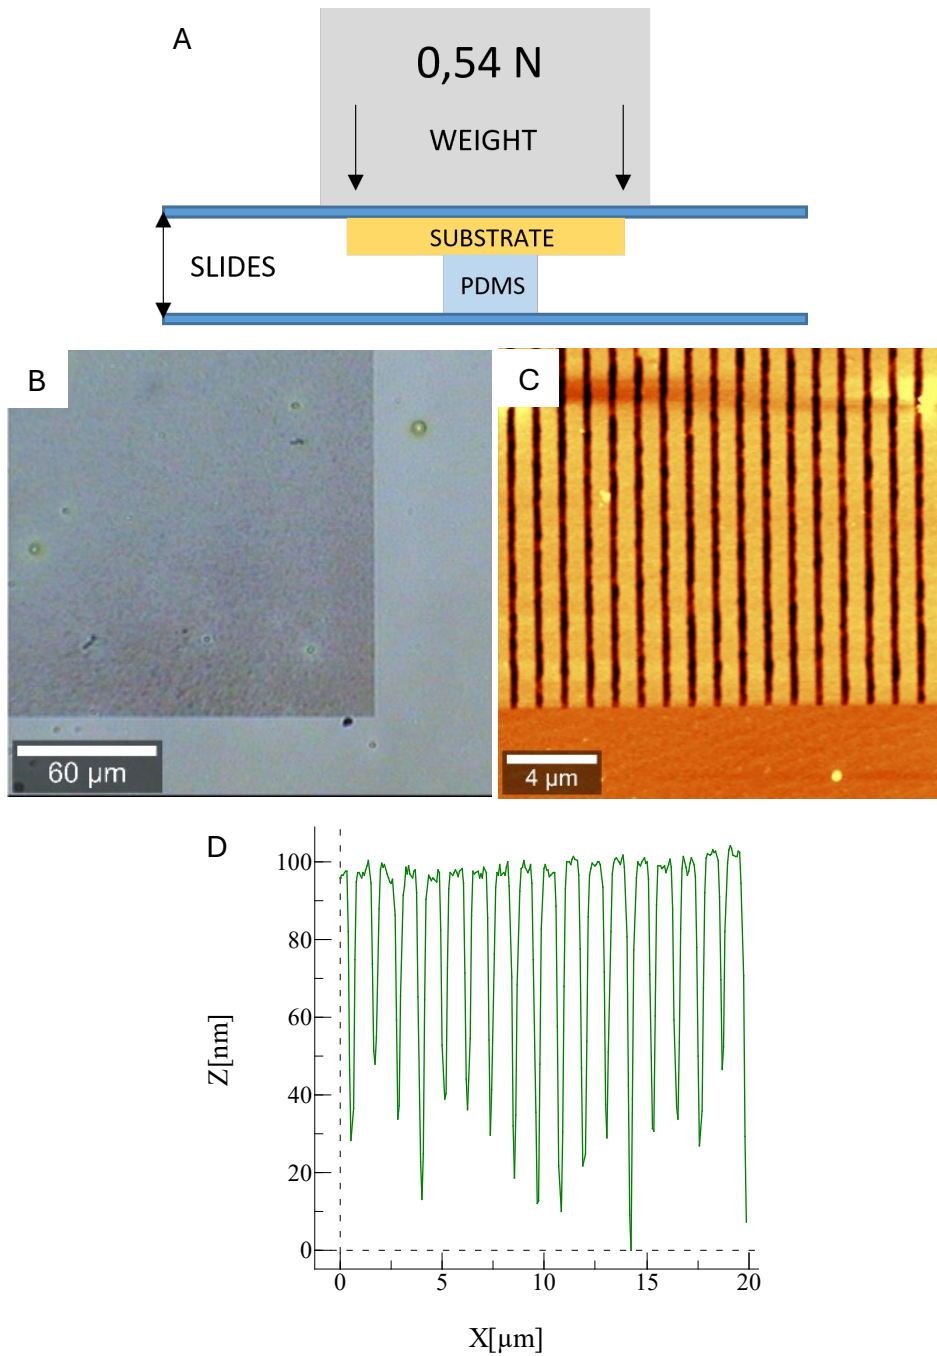 A
0,54 N
WEIGHT
SUBSTRATE
SLIDES
PDMS
B
60 µm
C
4 µm
D
100
80
60
40
20
0
Z[nm]
0 5 10 15 20
X[µm]